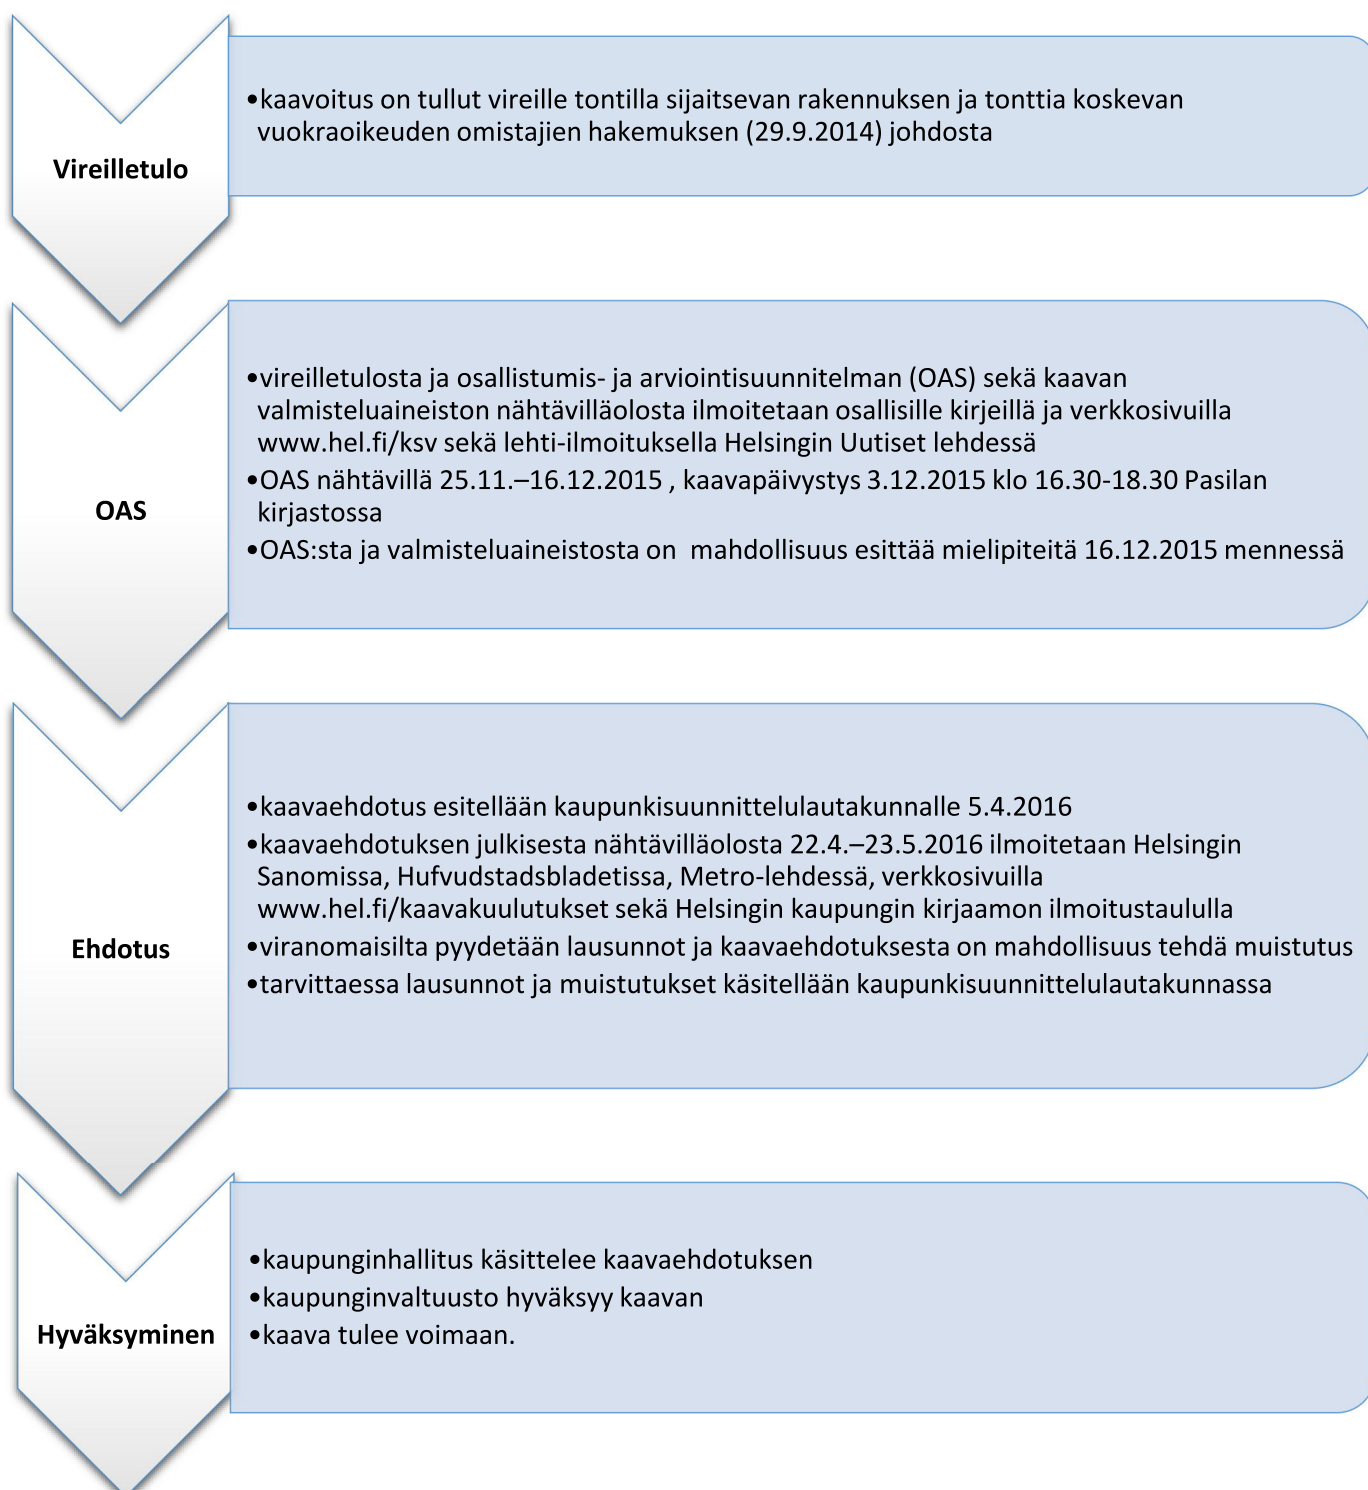 •kaavoitus on tullut vireille tontilla sijaitsevan rakennuksen ja tonttia koskevan
vuokraoikeuden omistajien hakemuksen (29.9.2014) johdosta
Vireilletulo
•vireilletulosta ja osallistumis- ja arviointisuunnitelman (OAS) sekä kaavan
valmisteluaineiston nähtävilläolosta ilmoitetaan osallisille kirjeillä ja verkkosivuilla
www.hel.fi/ksv sekä lehti-ilmoituksella Helsingin Uutiset lehdessä
•OAS nähtävillä 25.11.–16.12.2015 , kaavapäivystys 3.12.2015 klo 16.30-18.30 Pasilan
kirjastossa
•OAS:sta ja valmisteluaineistosta on  mahdollisuus esittää mielipiteitä 16.12.2015 mennessä
OAS
•kaavaehdotus esitellään kaupunkisuunnittelulautakunnalle 5.4.2016
•kaavaehdotuksen julkisesta nähtävilläolosta 22.4.–23.5.2016 ilmoitetaan Helsingin
Sanomissa, Hufvudstadsbladetissa, Metro-lehdessä, verkkosivuilla
www.hel.fi/kaavakuulutukset sekä Helsingin kaupungin kirjaamon ilmoitustaululla
•viranomaisilta pyydetään lausunnot ja kaavaehdotuksesta on mahdollisuus tehdä muistutus
•tarvittaessa lausunnot ja muistutukset käsitellään kaupunkisuunnittelulautakunnassa
Ehdotus
•kaupunginhallitus käsittelee kaavaehdotuksen
•kaupunginvaltuusto hyväksyy kaavan
•kaava tulee voimaan.
Hyväksyminen